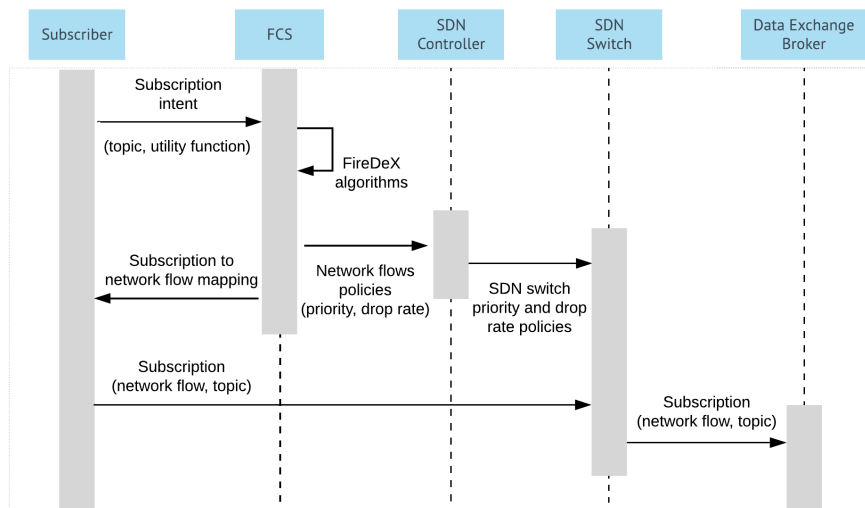 Subscriber
FCS
SDN
Controller
SDN
Switch
Data Exchange
Broker
Subscription
intent
(topic, utility function)
FireDeX
algorithms
Subscription to
network flow mapping
Network flows
policies
(priority, drop rate)
SDN switch
priority and drop
rate policies
Subscription
(network flow, topic)
Subscription
(network flow, topic)